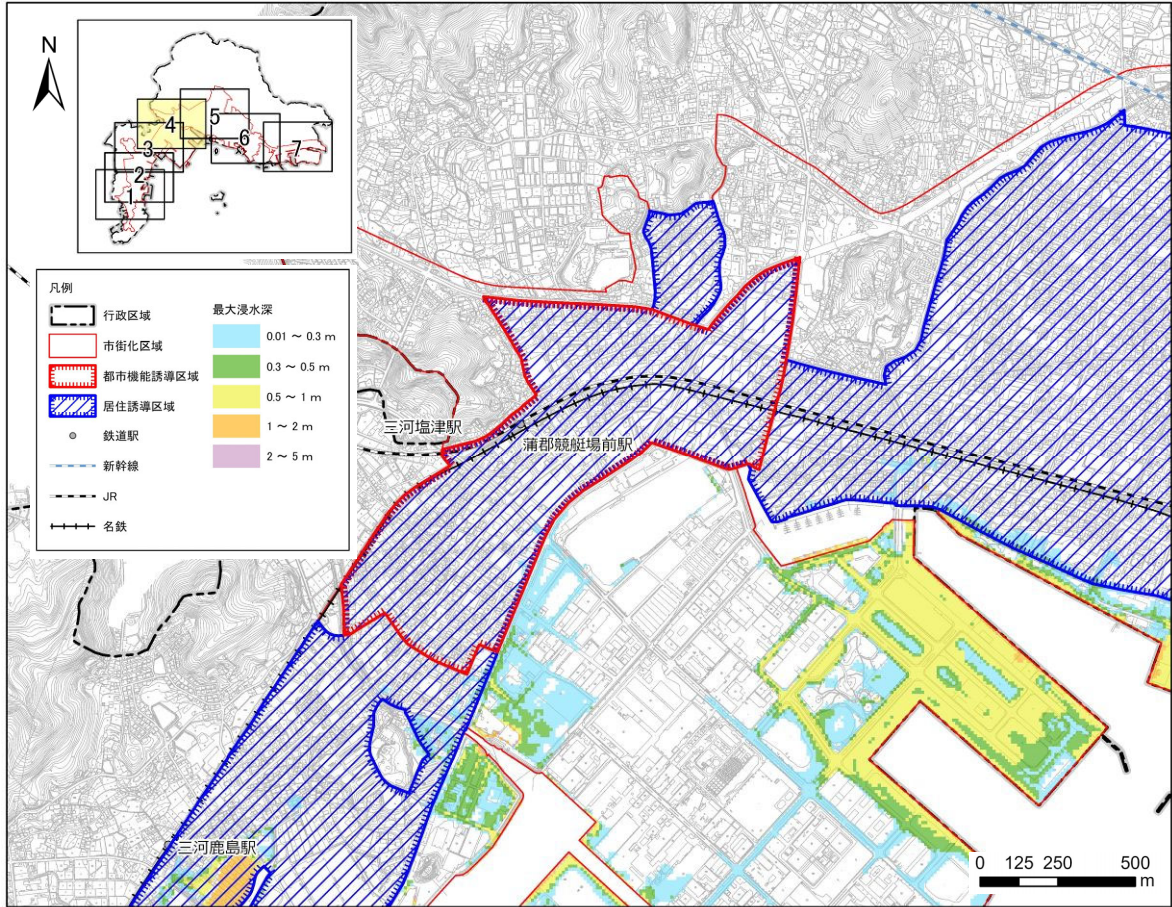 N
5
4
6
3
7
2
1
凡例
行政区域
市街化区域
都市機能誘導区域
居住誘導区域
鉄道駅
新幹線
JR
名鉄
最大浸水深
0.01 ～ 0.3 m
0.3 ～ 0.5 m
0.5 ～ 1 m
1 ～ 2 m
2 ～ 5 m
三河塩津駅
蒲郡競艇場前駅
三河鹿島駅
0 125 250 500
m